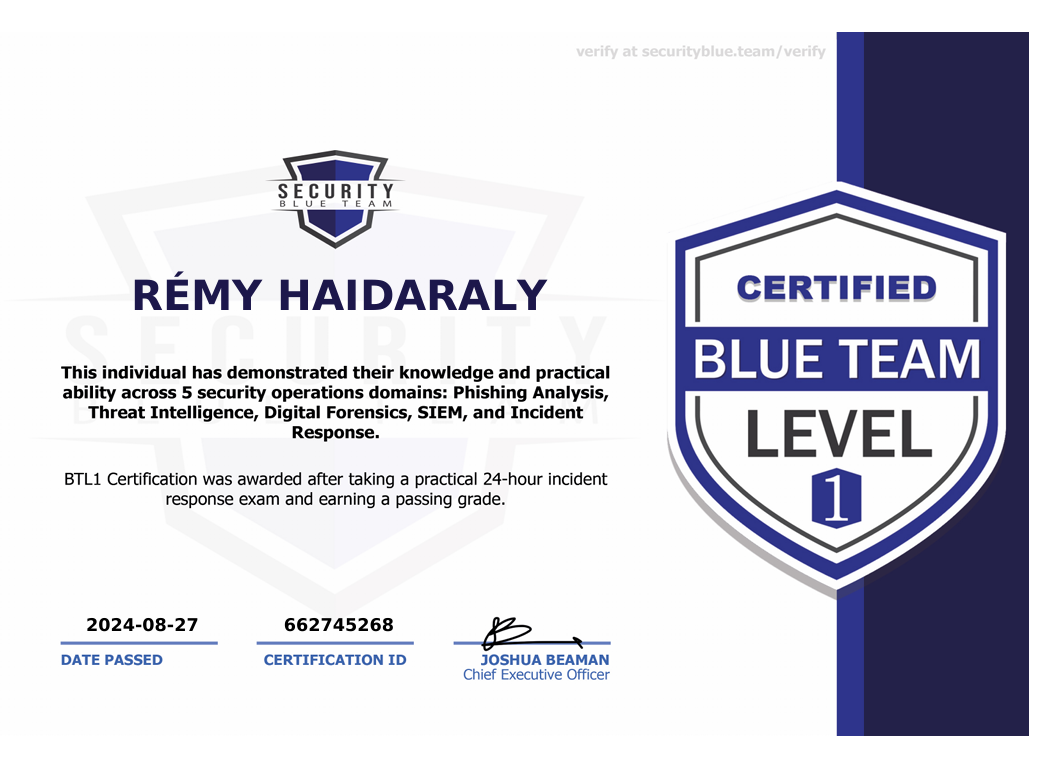 verify at securityblue.team/verify
SECURITY
BLUE TEAM
RÉMY HAIDARALY
This individual has demonstrated their knowledge and practical
ability across 5 security operations domains: Phishing Analysis,
Threat Intelligence, Digital Forensics, SIEM, and Incident
Response.
BTL1 Certification was awarded after taking a practical 24-hour incident
response exam and earning a passing grade.
2024-08-27
DATE PASSED
662745268
CERTIFICATION ID
JOSHUA BEAMAN
Chief Executive Officer
CERTIFIED
BLUE TEAM
LEVEL
1
SECURITY
BLUE TEAM